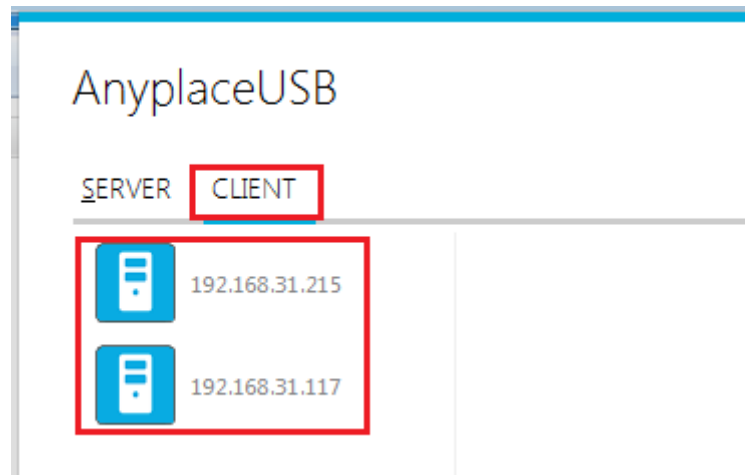 AnyplaceUSB
SERVER CLIENT
192.168.31.215
192.168.31.117